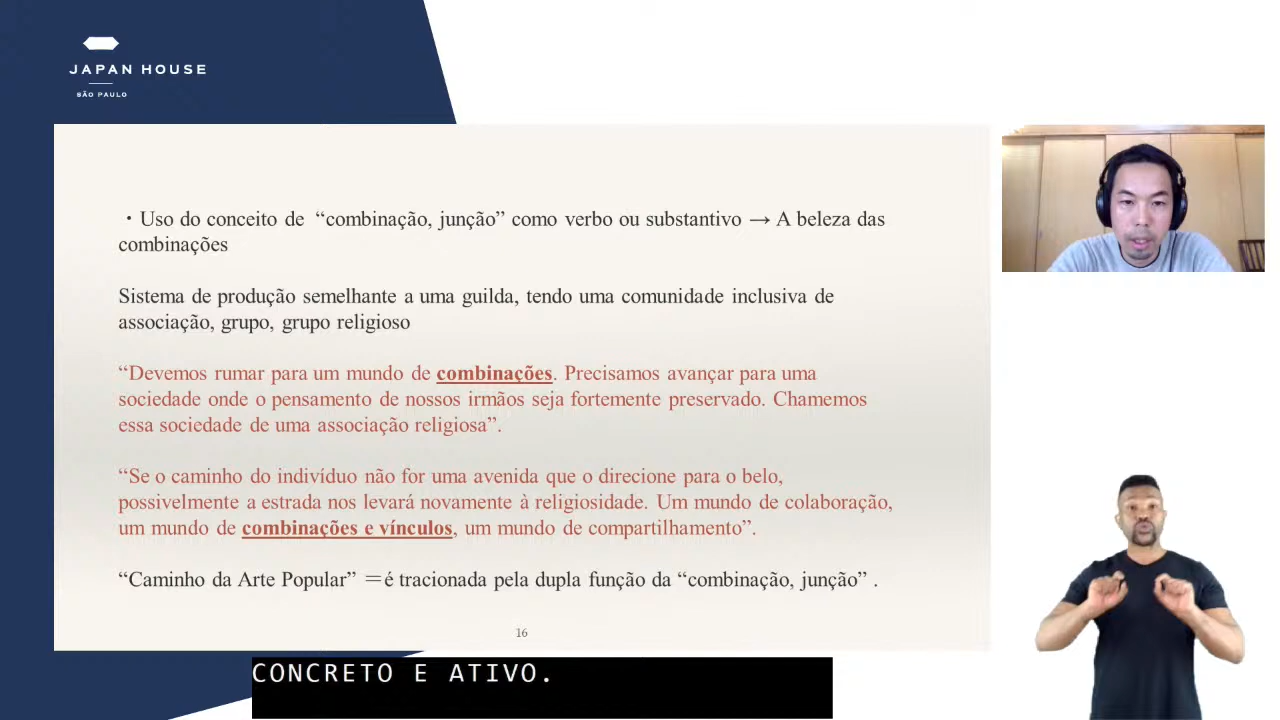 JAPAN HOUSE
SÃO PAULO
・Uso do conceito de “combinação, junção” como verbo ou substantivo → A beleza das
combinações
Sistema de produção semelhante a uma guilda, tendo uma comunidade inclusiva de
associação, grupo, grupo religioso
“Devemos rumar para um mundo de combinações. Precisamos avançar para uma
sociedade onde o pensamento de nossos irmãos seja fortemente preservado. Chamemos
essa sociedade de uma associação religiosa”.
“Se o caminho do indivíduo não for uma avenida que o direcione para o belo,
possivelmente a estrada nos levará novamente à religiosidade. Um mundo de colaboração,
um mundo de combinações e vínculos, um mundo de compartilhamento”.
“Caminho da Arte Popular” ＝é tracionada pela dupla função da “combinação, junção” .
16
CONCRETO E ATIVO.